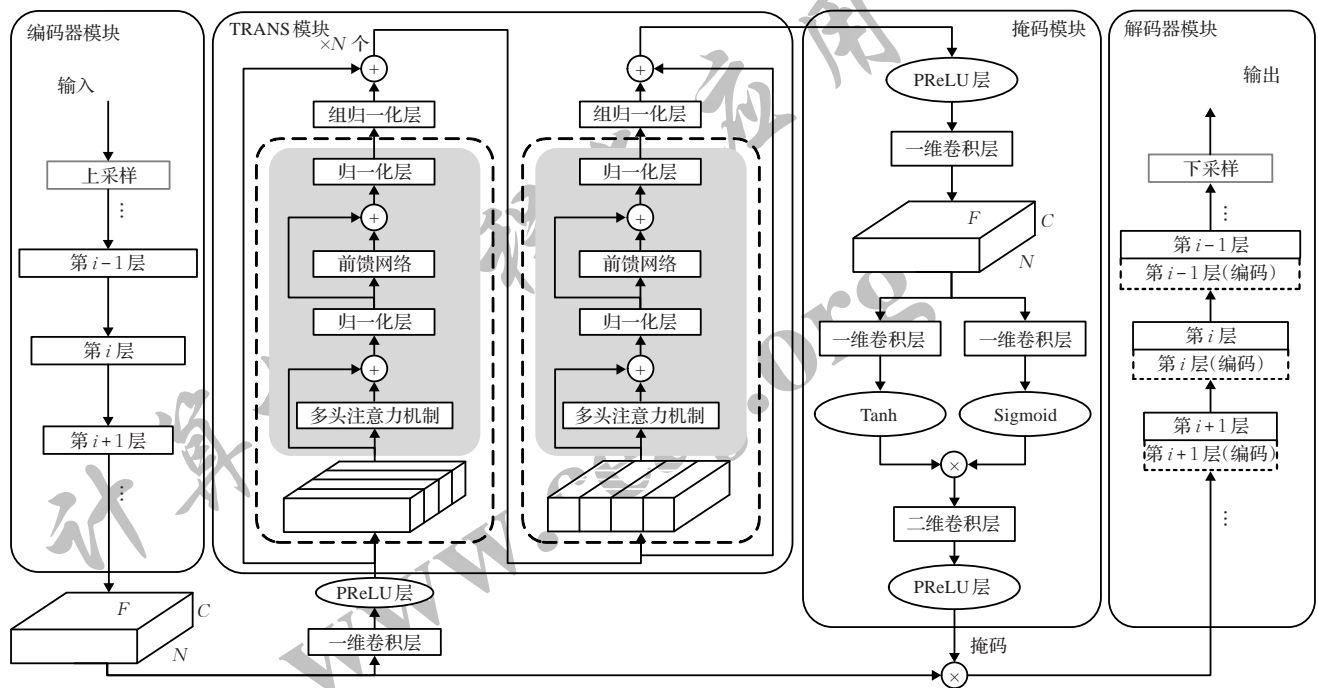 编码器模块
输入
上采样
⋮
第i-1层
第i层
第i+1层
⋮
F
C
N
TRANS模块
×N个
+
组归一化层
归一化层
+
前馈网络
归一化层
+
多头注意力机制
PReLU层
一维卷积层
+
组归一化层
归一化层
+
前馈网络
归一化层
+
多头注意力机制
掩码模块
PReLU层
一维卷积层
F
C
N
一维卷积层
一维卷积层
Tanh
Sigmoid
×
二维卷积层
PReLU层
掩码
×
解码器模块
输出
下采样
⋮
第i-1层
第i-1层(编码)
第i层
第i层(编码)
第i+1层
第i+1层(编码)
⋮